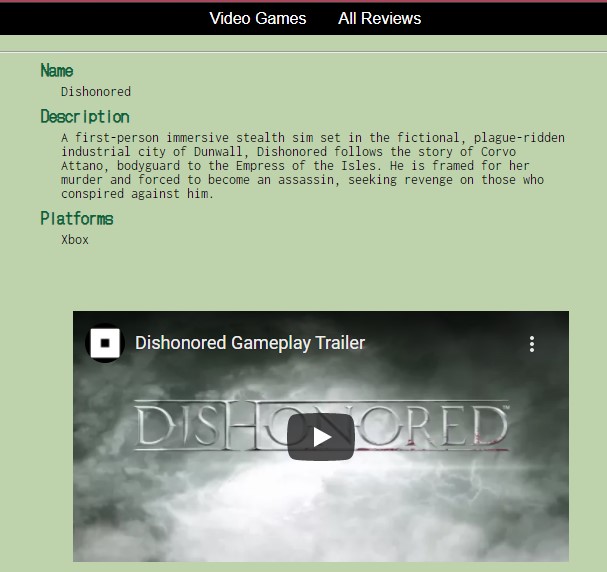 Video Games All Reviews
Name
Dishonored
Description
A first-person immersive stealth sim set in the fictional, plague-ridden
industrial city of Dunwall, Dishonored follows the story of Corvo
Attano, bodyguard to the Empress of the Isles. He is framed for her
murder and forced to become an assassin, seeking revenge on those who
conspired against him.
Platforms
Xbox
Dishonored Gameplay Trailer
DISHONORED™